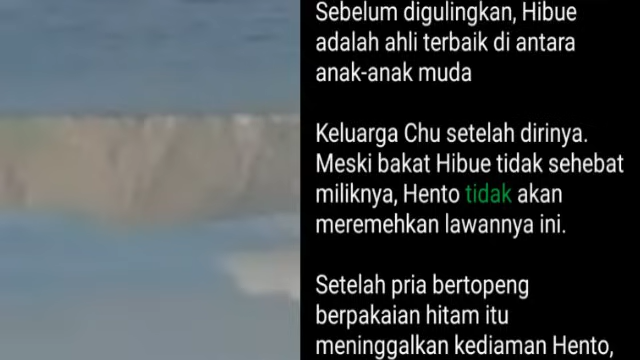 Sebelum digulingkan, Hibue
adalah ahli terbaik di antara
anak-anak muda
Keluarga Chu setelah dirinya.
Meski bakat Hibue tidak sehebat
miliknya, Hento tidak akan
meremehkan lawannya ini.
Setelah pria bertopeng
berpakaian hitam itu
meninggalkan kediaman Hento,